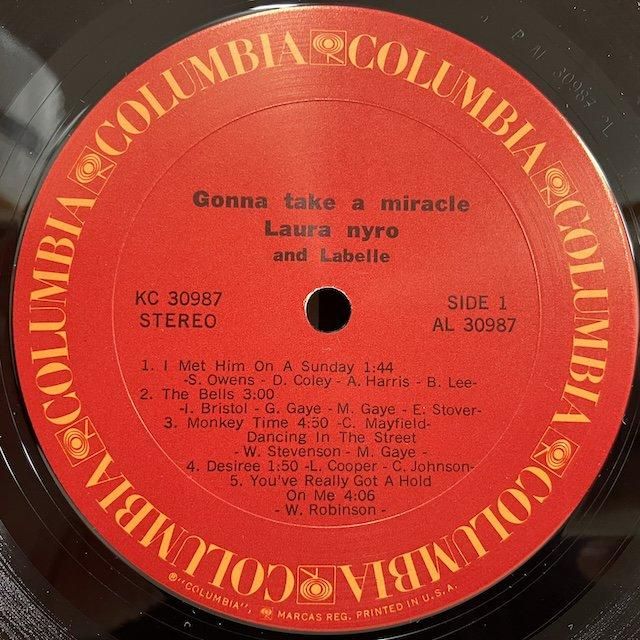 COLUMBIA COLUMBIA COLUMBIA COLUMBIA COLUMBIA COLUMBIA COLUMBIA COLUMBIA
Gonna take a miracle
Laura nyro
and Labelle
KC 30987
STEREO
SIDE 1
AL 30987
1. I Met Him On A Sunday 1:44
-S. Owens - D. Coley - A. Harris - B. Lee-
2. The Bells 3:00
-I. Bristol - G. Gaye - M. Gaye - E. Stover-
3. Monkey Time 4:50 -C. Mayfield-
Dancing In The Street
- W. Stevenson - M. Gaye -
4. Desiree 1:50 -L. Cooper - C. Johnson-
5. You've Really Got A Hold
On Me 4:06
- W. Robinson -
®"COLUMBIA", MARCAS REG. PRINTED IN U.S.A.